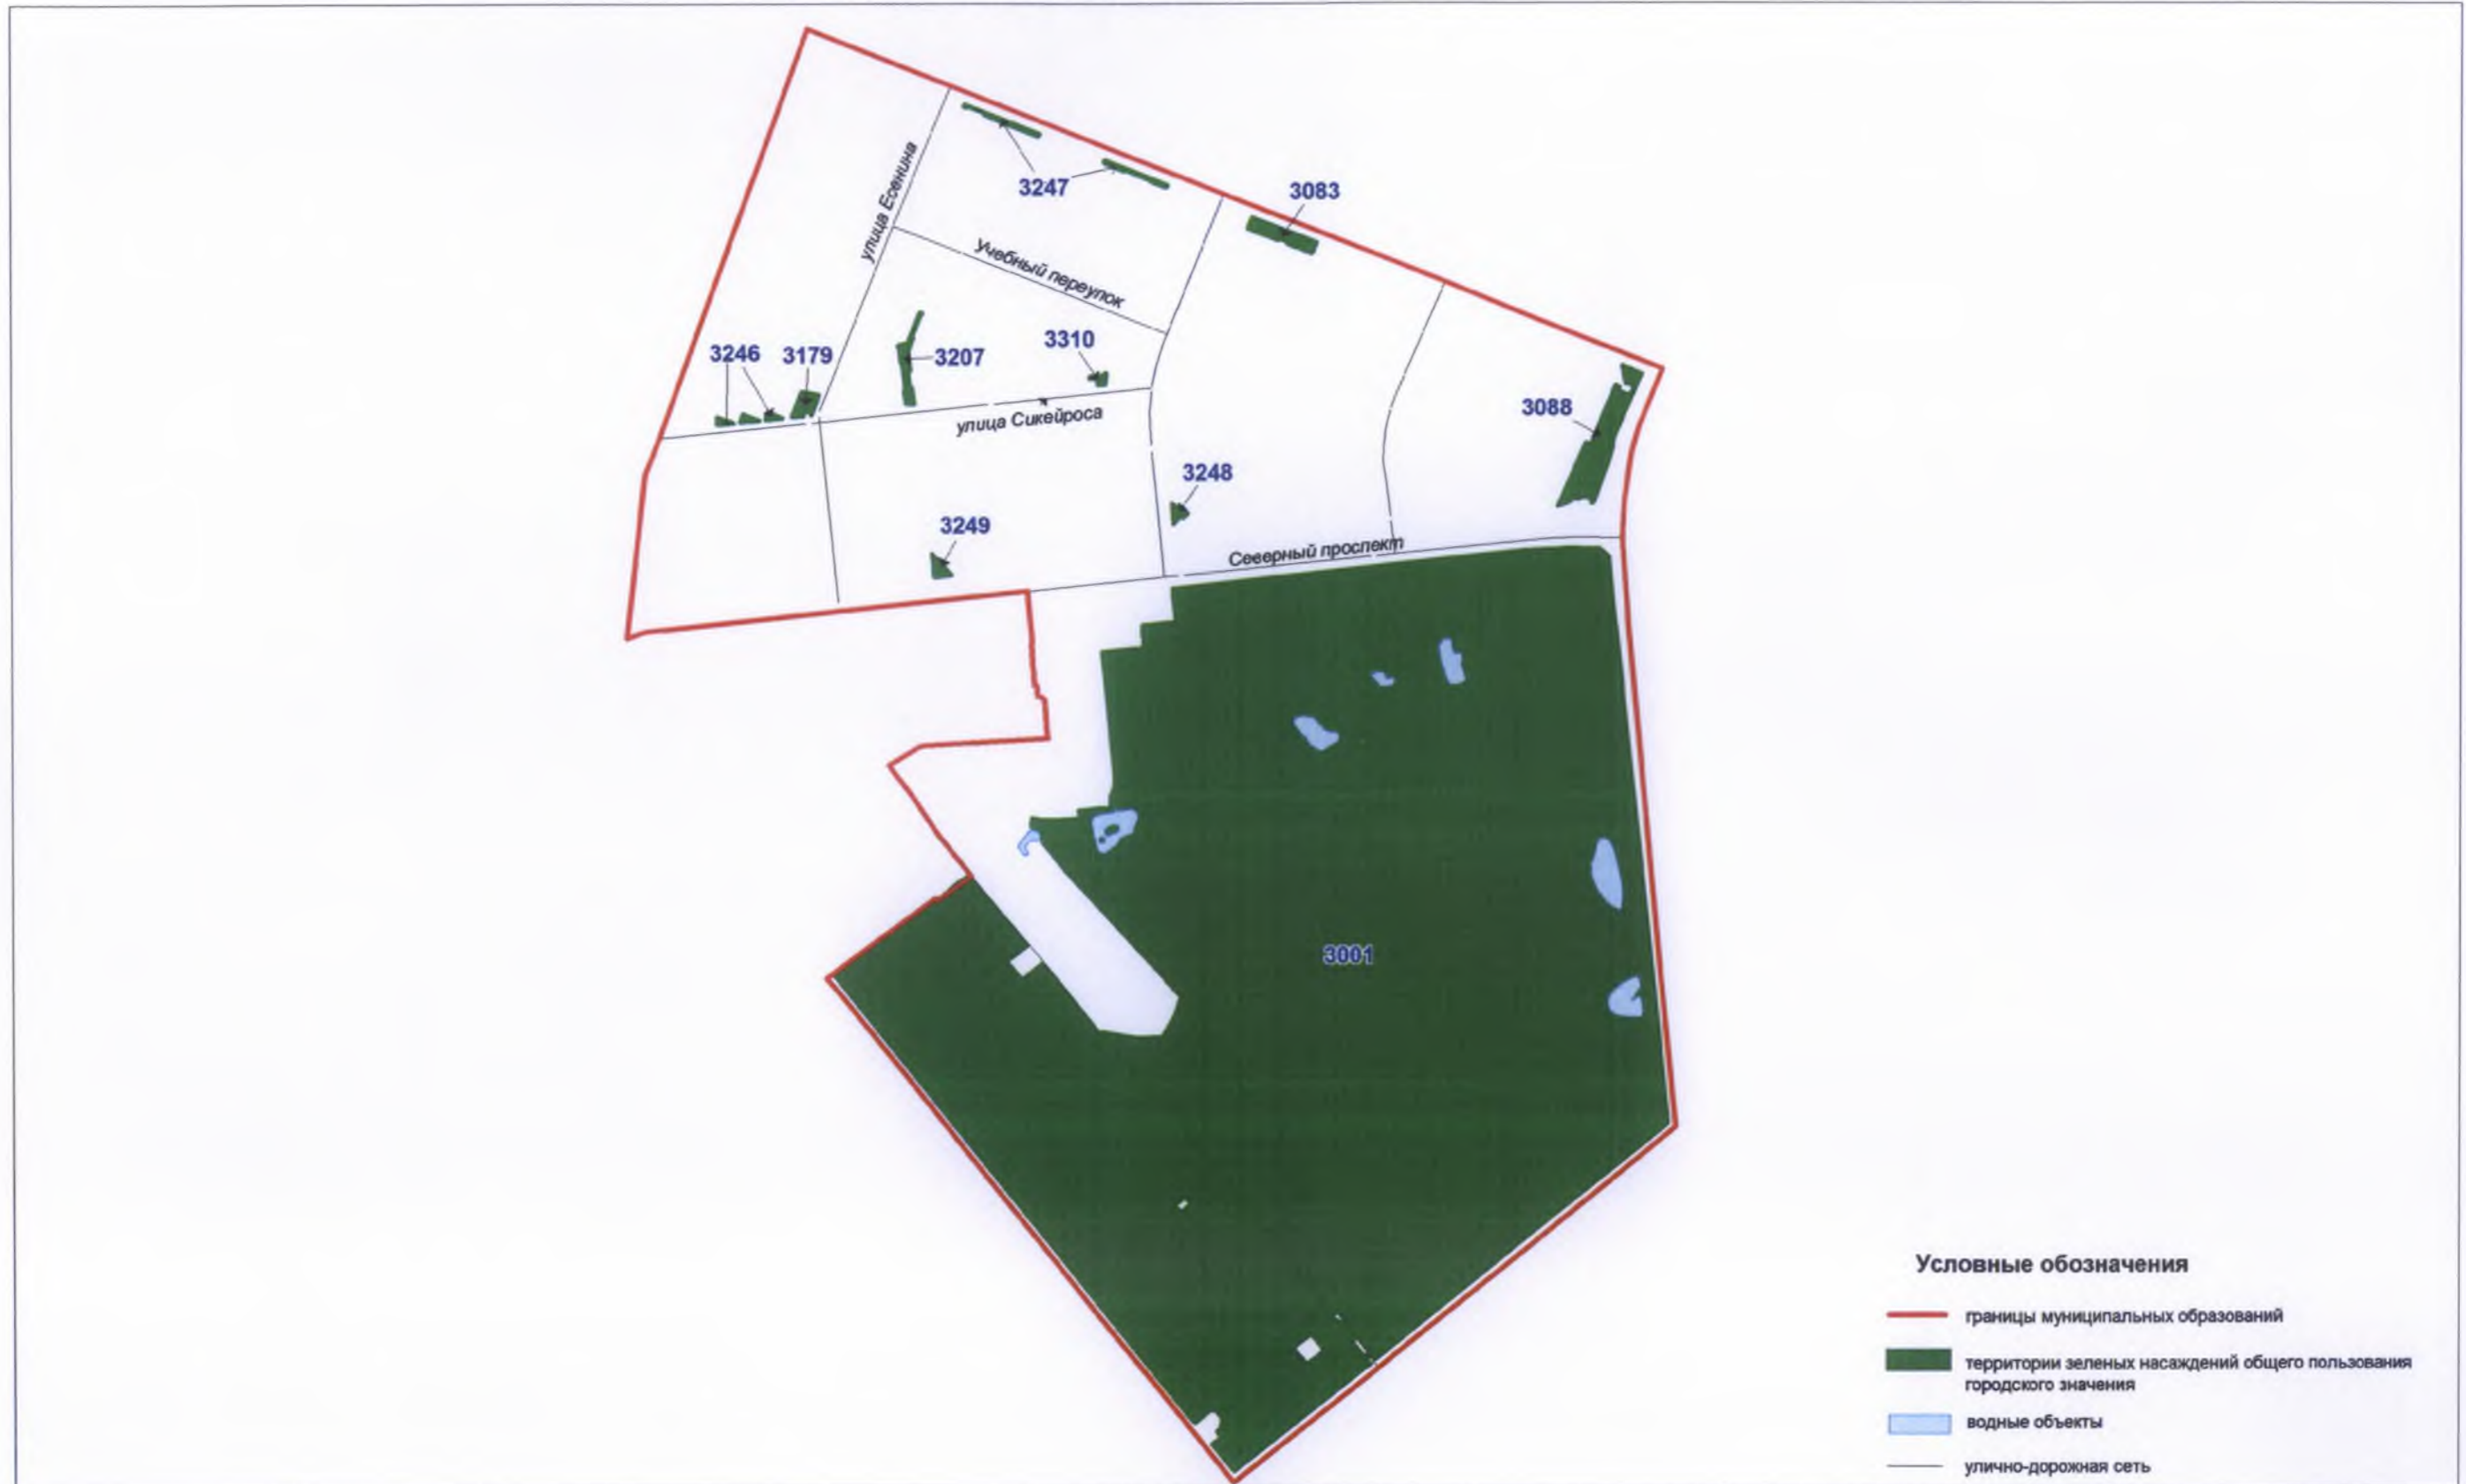 3247
3083
улица Есенина
Учебный переулок
3246
3179
3207
3310
3088
улица Сикейроса
3248
3249
Северный проспект
3001
Условные обозначения
границы муниципальных образований
территории зеленых насаждений общего пользования
городского значения
водные объекты
улично-дорожная сеть